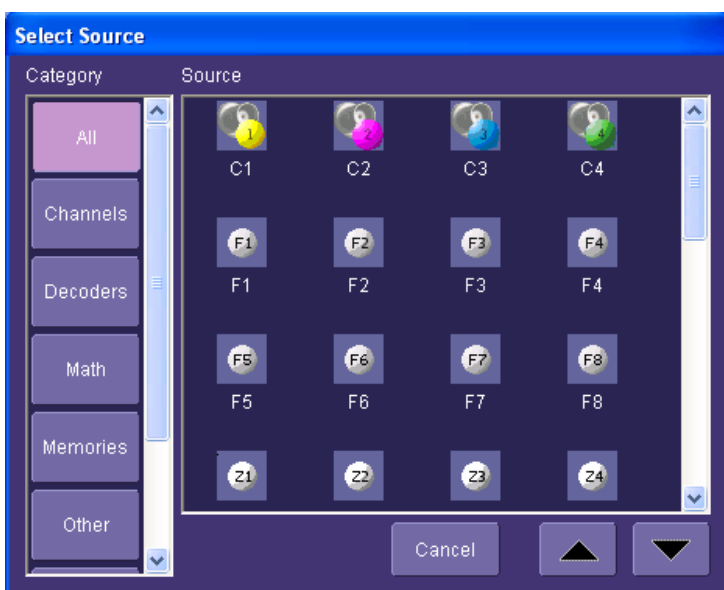 Select Source
Category
Source
All
Channels
Decoders
Math
Memories
Other
1 2 3 4
C1 C2 C3 C4
F1 F2 F3 F4
F1 F2 F3 F4
F5 F6 F7 F8
F5 F6 F7 F8
Z1 Z2 Z3 Z4
Cancel